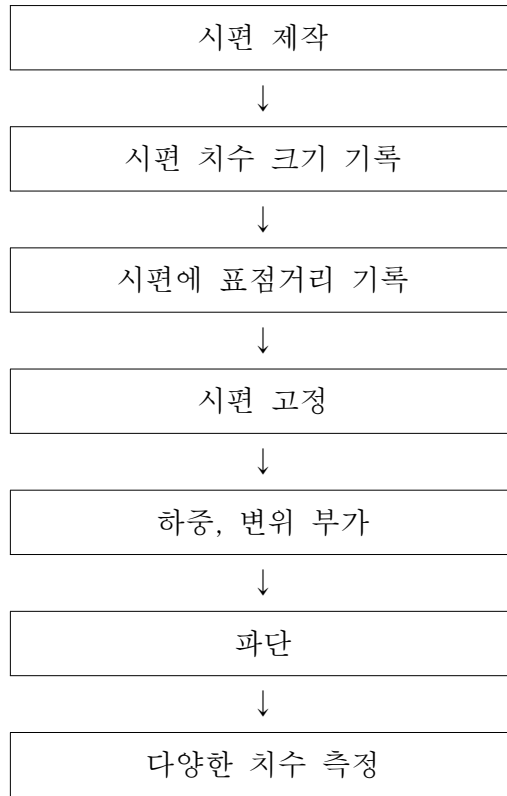 시편 제작
↓
시편 치수 크기 기록
↓
시편에 표점거리 기록
↓
시편 고정
↓
하중, 변위 부가
↓
파단
↓
다양한 치수 측정